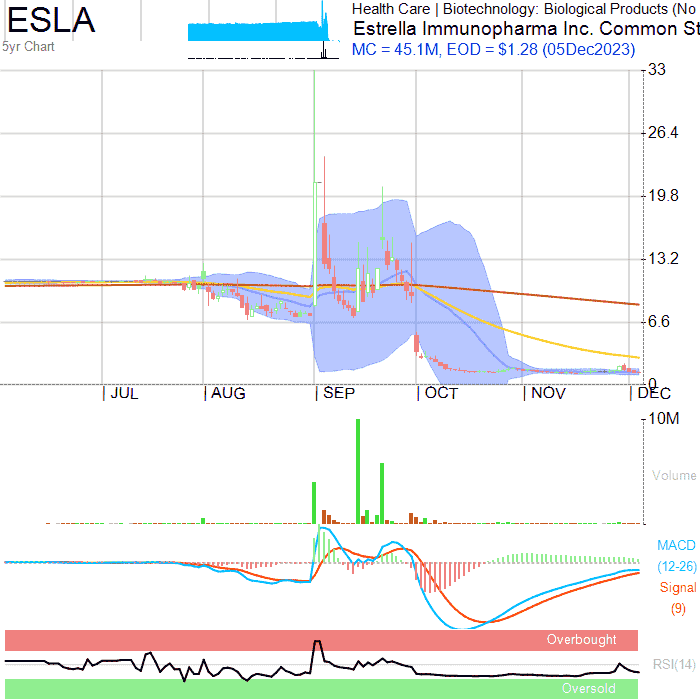 ESLA
5yr Chart
Health Care | Biotechnology: Biological Products (No
Estrella Immunopharma Inc. Common St
MC = 45.1M, EOD = $1.28 (05Dec2023)
33
26.4
19.8
13.2
6.6
0
JUL
AUG
SEP
OCT
NOV
DEC
10M
Volume
MACD
(12-26)
Signal
(9)
Overbought
RSI(14)
Oversold